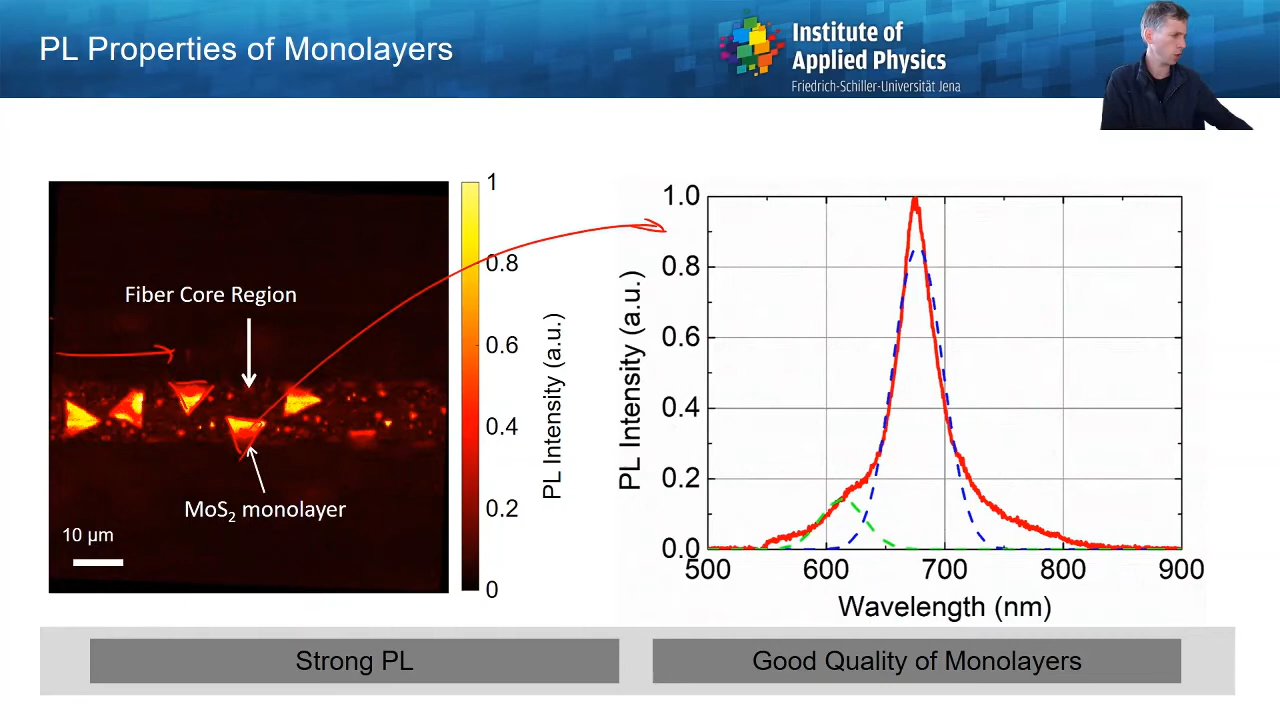 PL Properties of Monolayers
Institute of
Applied Physics
Friedrich-Schiller-Universität Jena
Fiber Core Region
MoS₂ monolayer
10 µm
1
0.8
0.6
0.4
0.2
0
PL Intensity (a.u.)
1.0
0.8
0.6
0.4
0.2
0.0
PL Intensity (a.u.)
500 600 700 800 900
Wavelength (nm)
Strong PL
Good Quality of Monolayers